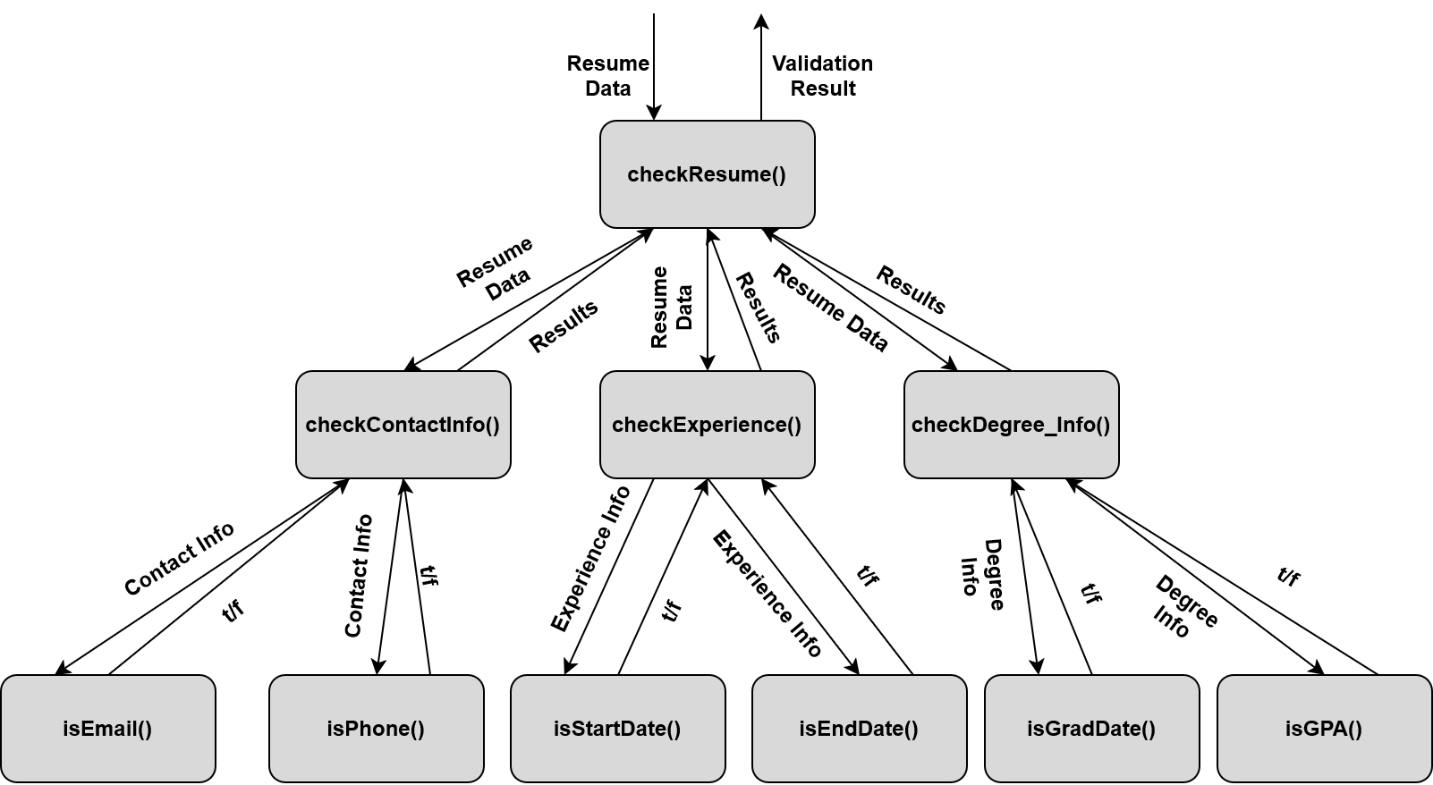 Resume
Data
Validation
Result
checkResume()
Resume
Data
Results
Resume
Data
Results
Resume Data
Results
checkContactInfo()
checkExperience()
checkDegree_Info()
Contact Info
t/f
Contact Info
t/f
Experience Info
t/f
Experience Info
t/f
Degree
Info
t/f
Degree
Info
t/f
isEmail()
isPhone()
isStartDate()
isEndDate()
isGradDate()
isGPA()